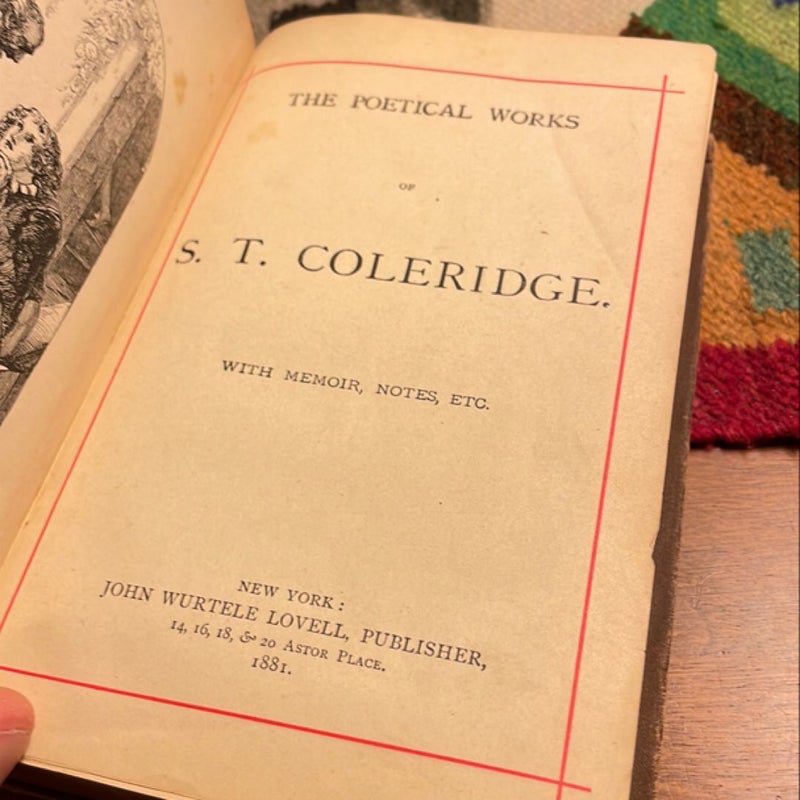 THE POETICAL WORKS
OF
S. T. COLERIDGE.
WITH MEMOIR, NOTES, ETC.
NEW YORK:
JOHN WURTELE LOVELL, PUBLISHER,
14, 16, 18, & 20 ASTOR PLACE.
1881.